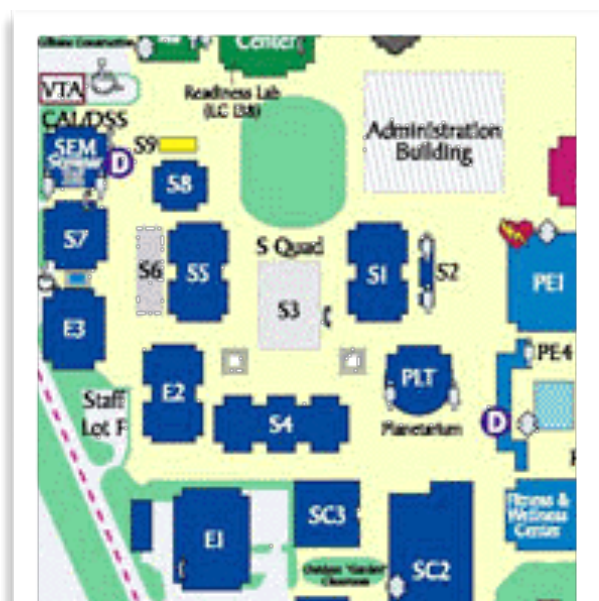 Center
Readiness Lab
(LC 138)
VTA
CAL/DSS
SEM
Seminar
D
S9
S8
Administration
Building
S7
S6
S5
S Quad
S3
S1
S2
PE1
E3
PE4
Staff
Lot F
E2
S4
PLT
Planetarium
D
E1
SC3
SC2
Fitness &
Wellness
Center
Outdoor "Garden"
Classroom